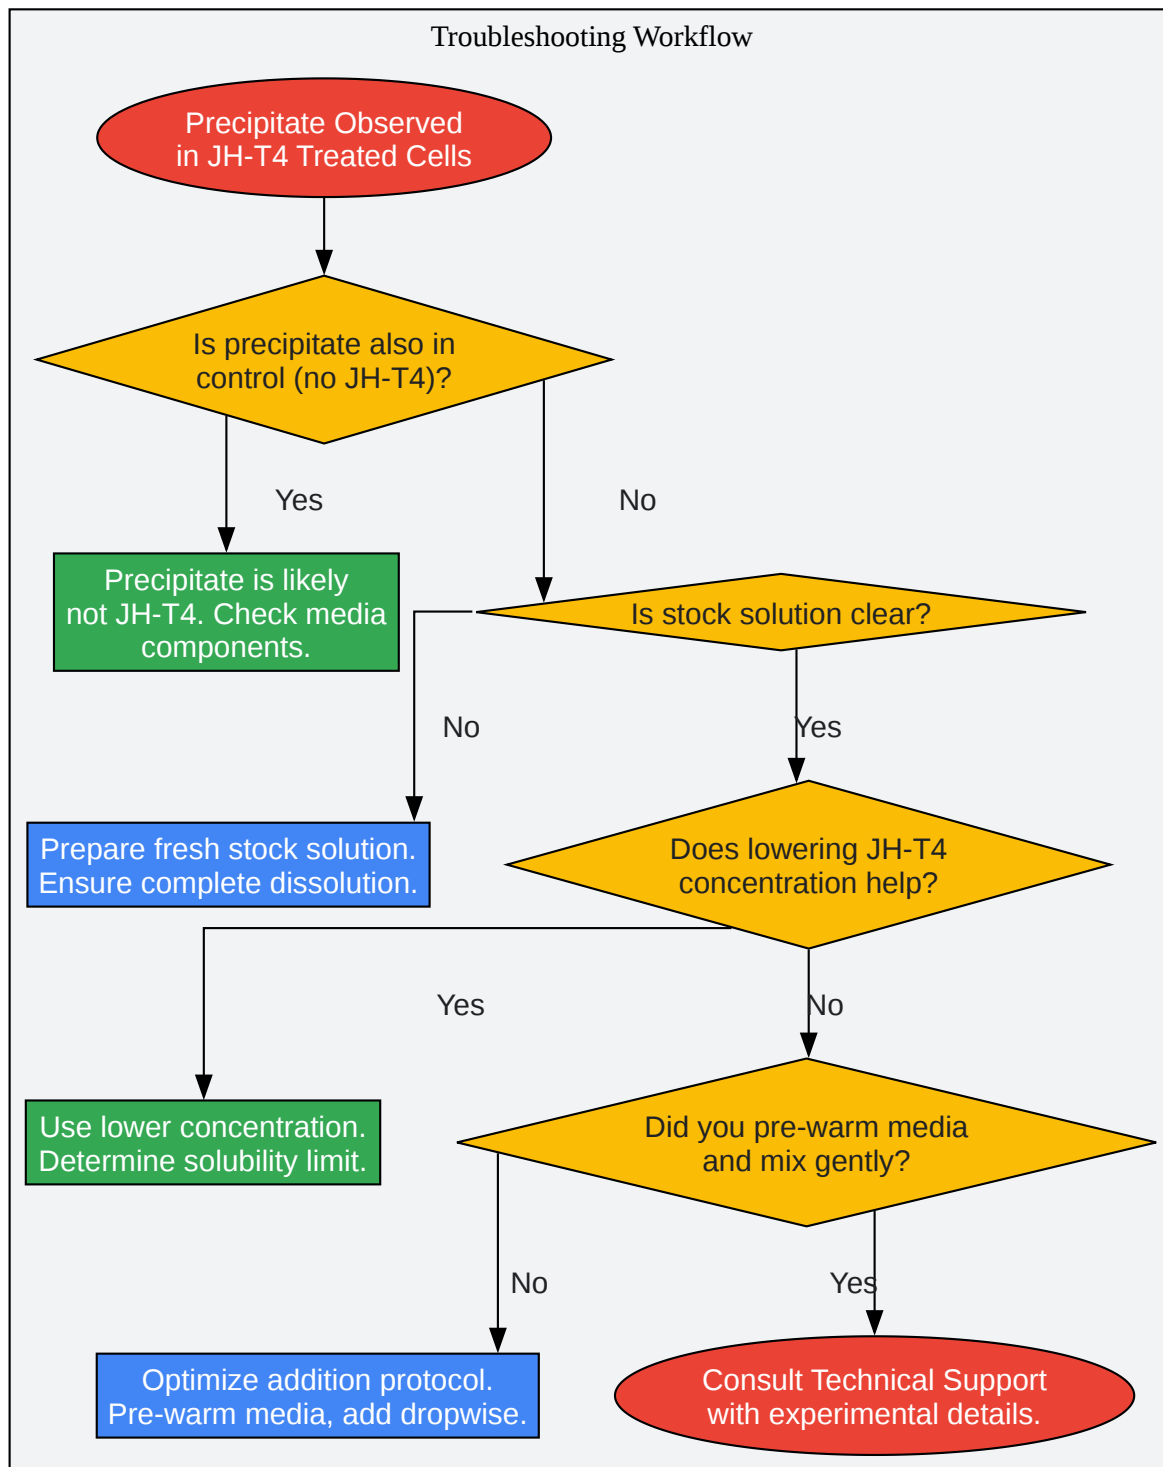 Troubleshooting Workflow
Precipitate Observed
in JH-T4 Treated Cells
Is precipitate also in
control (no JH-T4)?
Yes
No
Precipitate is likely
not JH-T4. Check media
components.
Is stock solution clear?
No
Yes
Prepare fresh stock solution.
Ensure complete dissolution.
Does lowering JH-T4
concentration help?
Yes
No
Use lower concentration.
Determine solubility limit.
Did you pre-warm media
and mix gently?
No
Yes
Optimize addition protocol.
Pre-warm media, add dropwise.
Consult Technical Support
with experimental details.